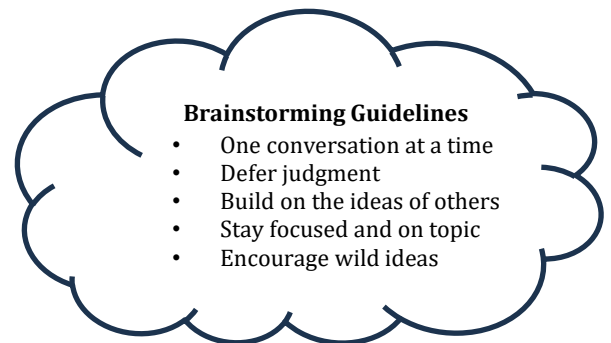 Brainstorming Guidelines
• One conversation at a time
• Defer judgment
• Build on the ideas of others
• Stay focused and on topic
• Encourage wild ideas